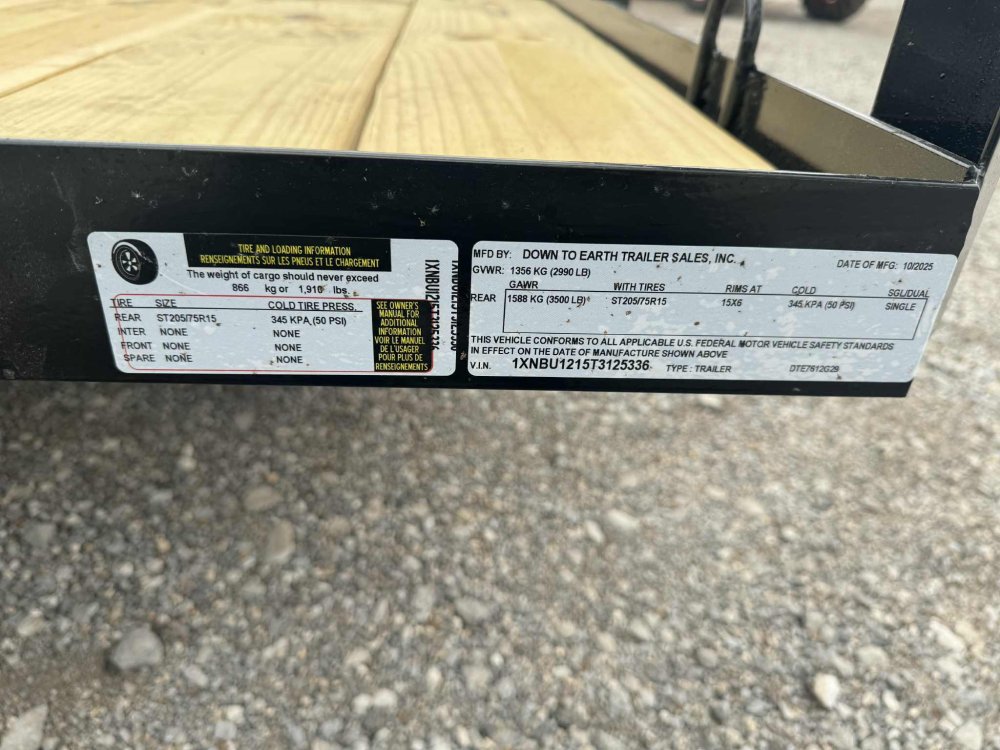 TIRE AND LOADING INFORMATION
RENSEIGNEMENTS SUR LES PNEUS ET LE CHARGEMENT
The weight of cargo should never exceed
866 kg or 1,910 lbs.
TIRE SIZE COLD TIRE PRESS.
REAR ST205/75R15 345 KPA (50 PSI)
INTER NONE NONE
FRONT NONE NONE
SPARE NONE NONE
SEE OWNER'S
MANUAL FOR
ADDITIONAL
INFORMATION
VOIR LE MANUEL
DE L'USAGER
POUR PLUS DE
RENSEIGNEMENTS
1XNBU1215T3125336
MFD BY: DOWN TO EARTH TRAILER SALES, INC. DATE OF MFG: 10/2025
GVWR: 1356 KG (2990 LB)
GAWR WITH TIRES RIMS AT COLD SGL/DUAL
REAR 1588 KG (3500 LB) ST205/75R15 15X6 345 KPA (50 PSI) SINGLE
THIS VEHICLE CONFORMS TO ALL APPLICABLE U.S. FEDERAL MOTOR VEHICLE SAFETY STANDARDS
IN EFFECT ON THE DATE OF MANUFACTURE SHOWN ABOVE
V.I.N. 1XNBU1215T3125336 TYPE: TRAILER DTE7612G29